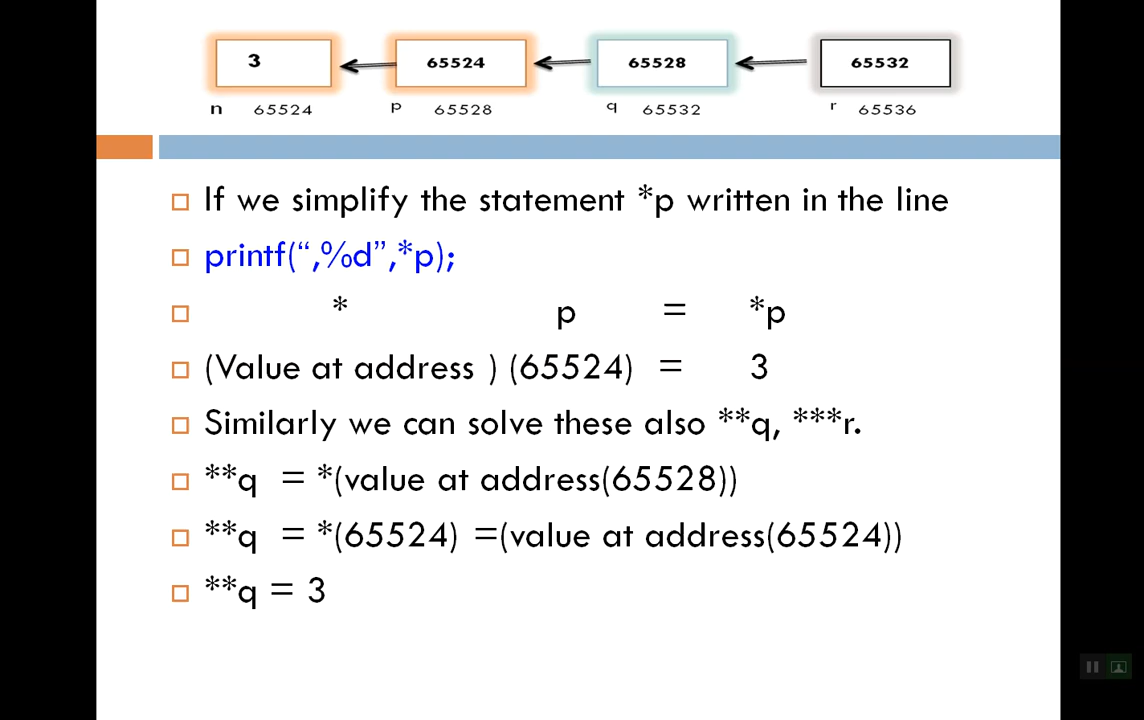 3 65524 65528 65532
n 65524 p 65528 q 65532 r 65536
If we simplify the statement *p written in the line
printf(“,%d”,*p);
* p = *p
(Value at address ) (65524) = 3
Similarly we can solve these also **q, ***r.
**q = *(value at address(65528))
**q = *(65524) =(value at address(65524))
**q = 3